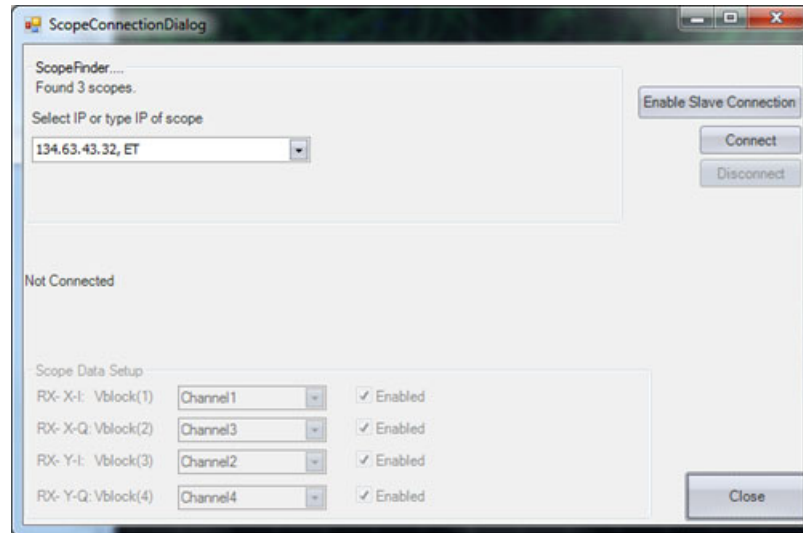 ScopeConnectionDialog
ScopeFinder....
Found 3 scopes.
Select IP or type IP of scope
134.63.43.32, ET
Enable Slave Connection
Connect
Disconnect
Not Connected
Scope Data Setup
RX- X-I: Vblock(1) Channel1 Enabled
RX- X-Q: Vblock(2) Channel3 Enabled
RX- Y-I: Vblock(3) Channel2 Enabled
RX- Y-Q: Vblock(4) Channel4 Enabled
Close